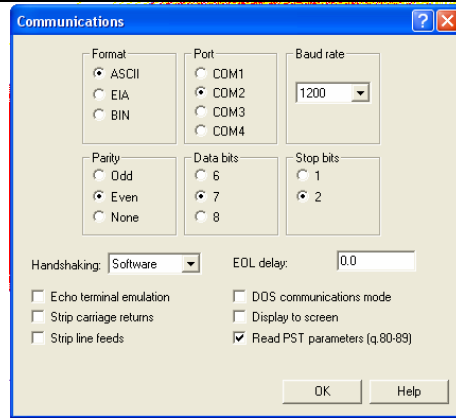 Communications
Format
ASCII
EIA
BIN
Port
COM1
COM2
COM3
COM4
Baud rate
1200
Parity
Odd
Even
None
Data bits
6
7
8
Stop bits
1
2
Handshaking: Software
EOL delay: 0.0
Echo terminal emulation
Strip carriage returns
Strip line feeds
DOS communications mode
Display to screen
Read PST parameters (q.80-89)
OK Help